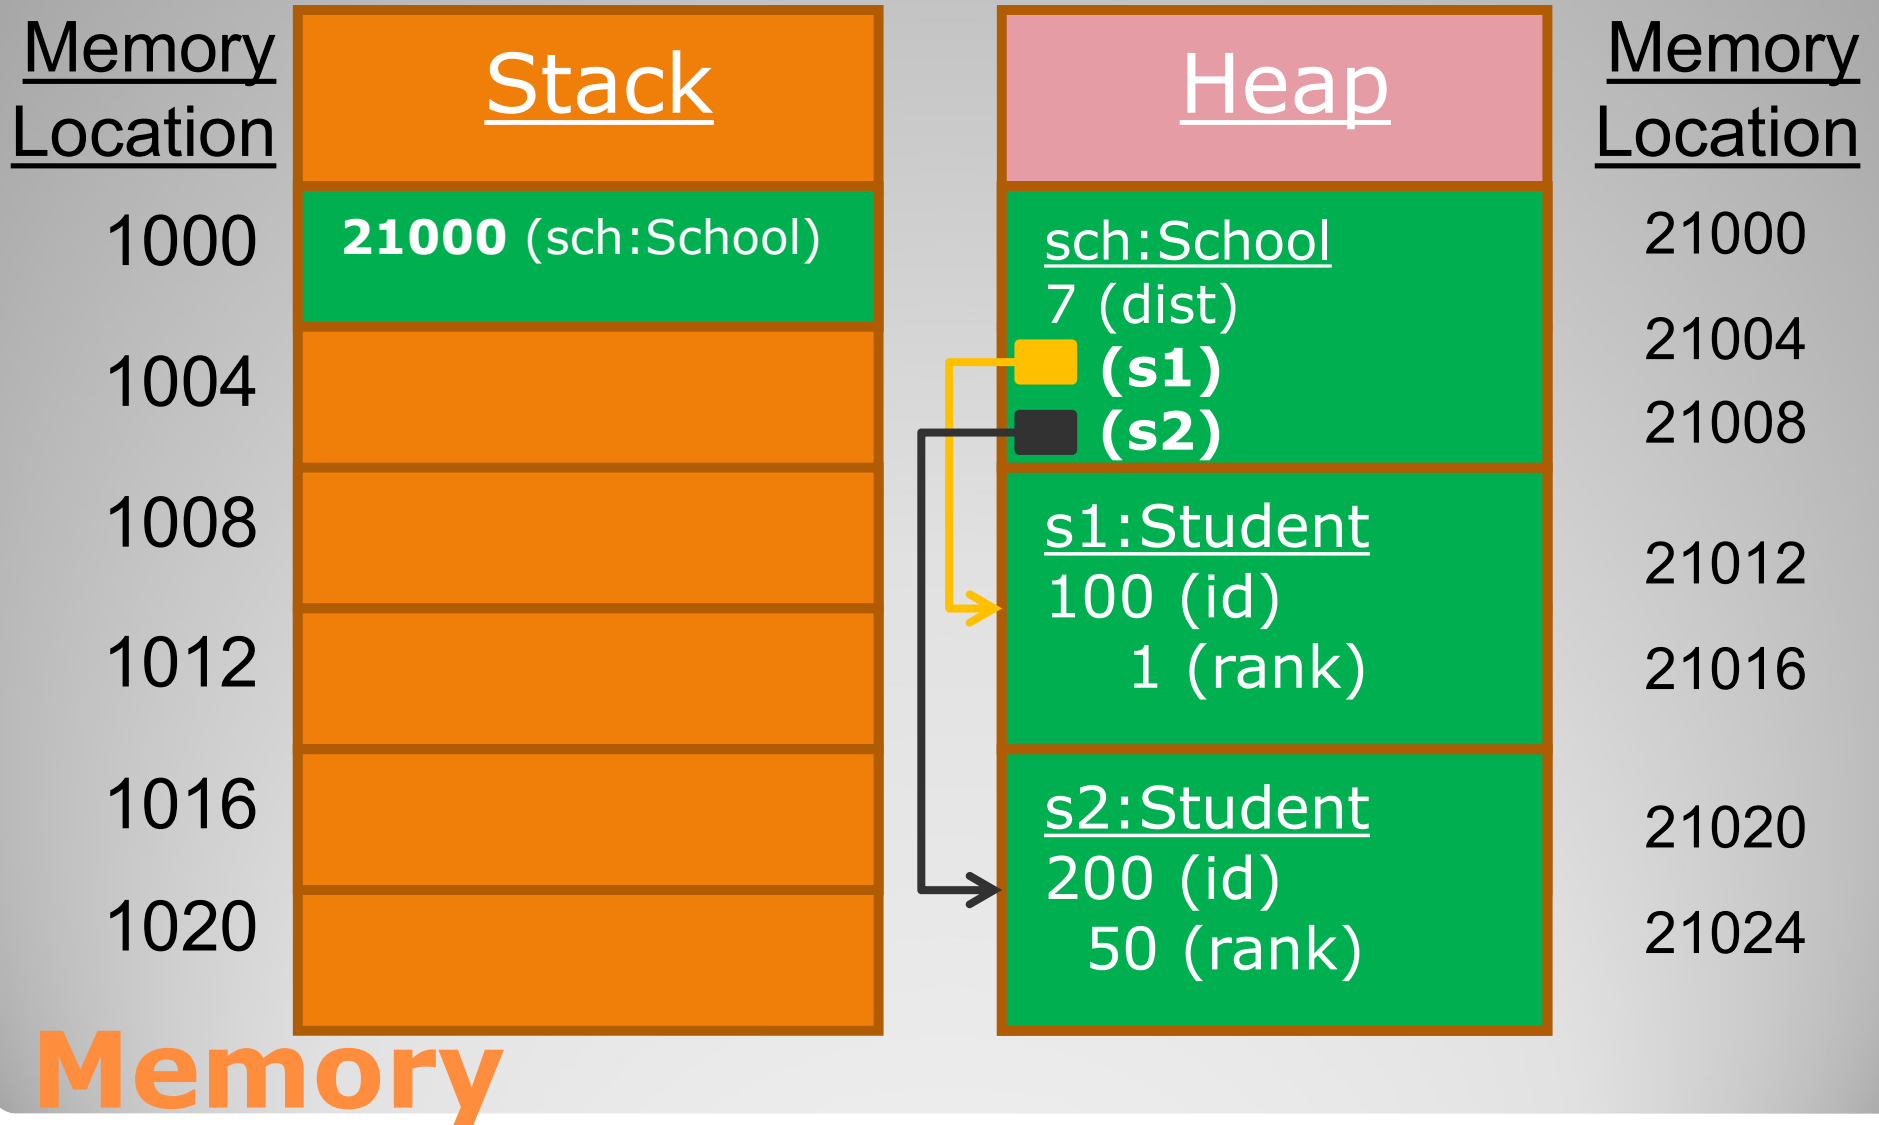 Memory
Location
Stack
Heap
Memory
Location
1000
21000 (sch:School)
1004
1008
1012
1016
1020
sch:School
7 (dist)
(s1)
(s2)
s1:Student
100 (id)
1 (rank)
s2:Student
200 (id)
50 (rank)
21000
21004
21008
21012
21016
21020
21024
Memory